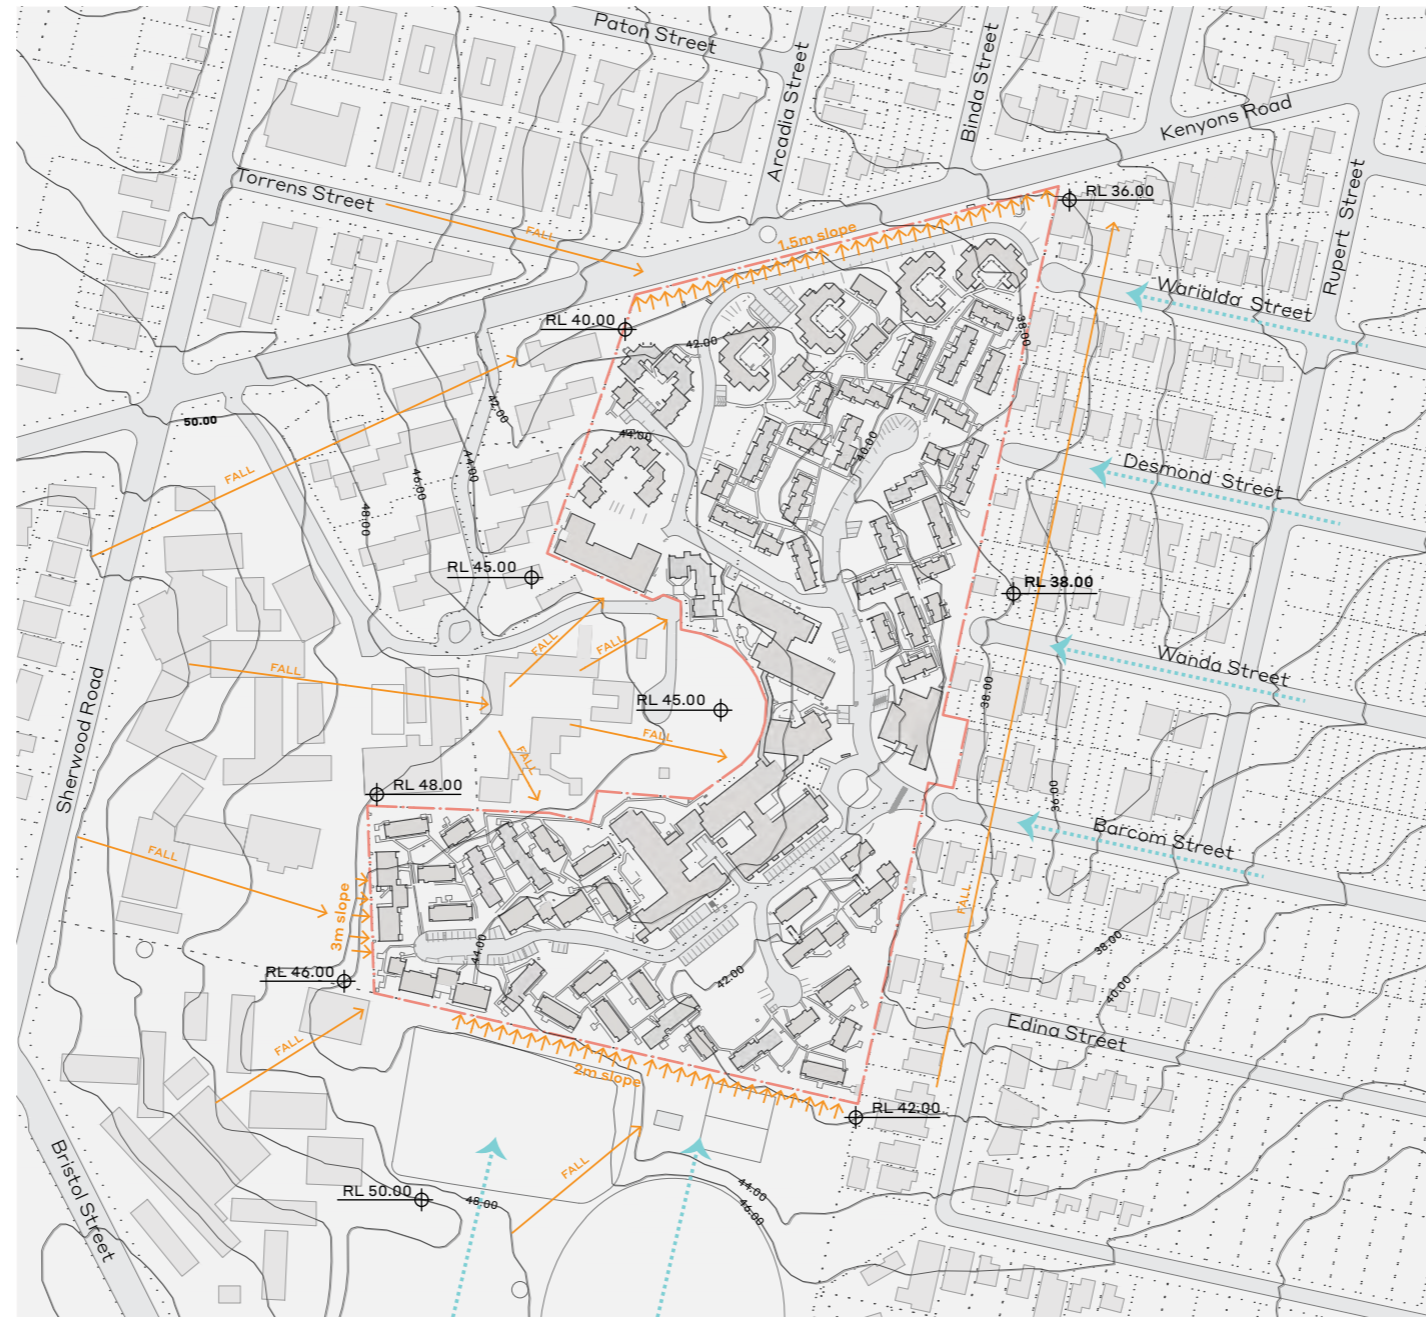 Paton Street
Arcadia Street
Binda Street
Kenyons Road
Rupert Street
Torrens Street
FALL
1.5m slope
RL 36.00
Warialda Street
RL 40.00
42.00
38.00
50.00
42.00
44.00
40.00
FALL
44.00
46.00
48.00
Desmond Street
RL 45.00
RL 38.00
FALL
FALL
Wanda Street
FALL
38.00
RL 45.00
FALL
Sherwood Road
FALL
RL 48.00
36.00
Barcom Street
FALL
3m slope
FALL
44.00
38.00
42.00
40.00
RL 46.00
Edina Street
FALL
2m slope
RL 42.00
FALL
Bristol Street
RL 50.00
48.00
44.00
46.00